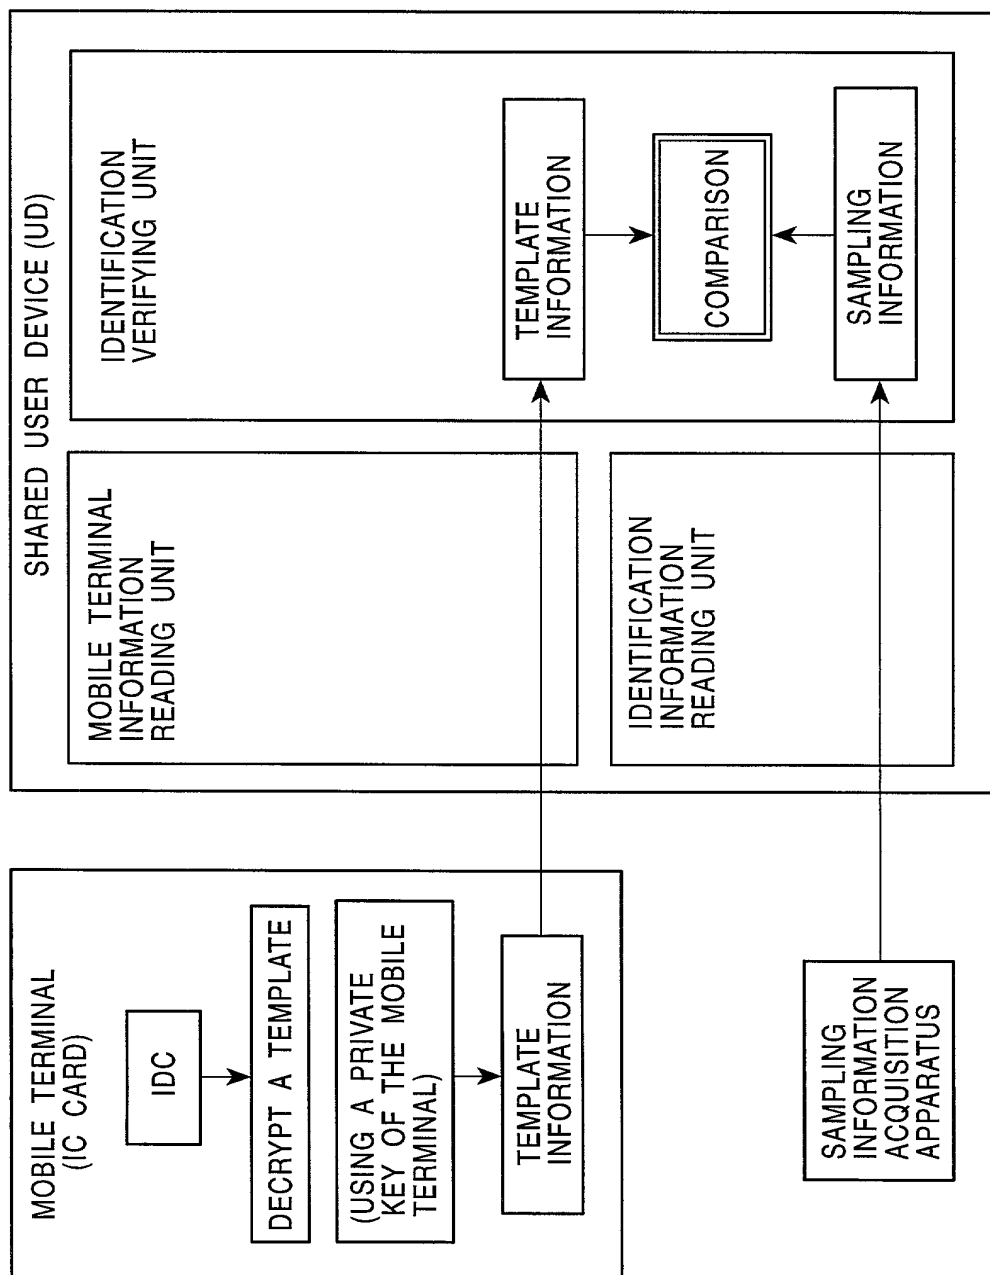 MOBILE TERMINAL
(IC CARD)
IDC
DECRYPT A TEMPLATE
(USING A PRIVATE
KEY OF THE MOBILE
TERMINAL)
TEMPLATE
INFORMATION
SAMPLING
INFORMATION
ACQUISITION
APPARATUS
SHARED USER DEVICE (UD)
MOBILE TERMINAL
INFORMATION
READING UNIT
IDENTIFICATION
INFORMATION
READING UNIT
IDENTIFICATION
VERIFYING UNIT
TEMPLATE
INFORMATION
COMPARISON
SAMPLING
INFORMATION